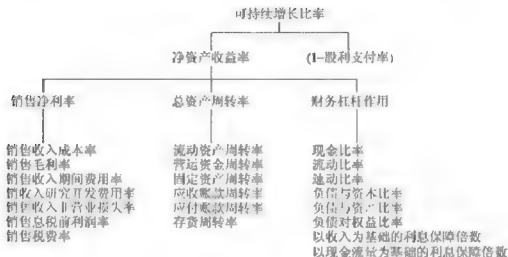 可持续增长比率
净资产收益率 (1-股利支付率)
销售净利率 总资产周转率 财务杠杆作用
销售收入成本率 流动资产周转率 现金比率
销售毛利率 营运资金周转率 流动比率
销售收入期间费用率 固定资产周转率 速动比率
销收入研究开发费用率 应收账款周转率 负债与资本比率
销售收入非营业损失率 应付账款周转率 负债与资产比率
销售息税前利润率 存货周转率 负债对权益比率
销售税费率 以收入为基础的利息保障倍数
以现金流量为基础的利息保障倍数